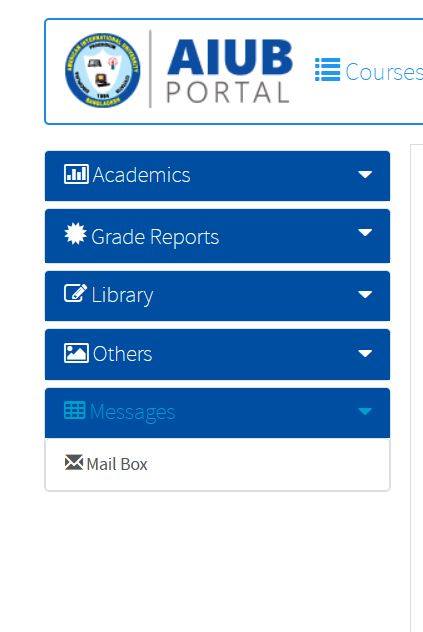 AMERICAN INTERNATIONAL UNIVERSITY
BANGLADESH
1994
AIUB
PORTAL
Courses
Academics
Grade Reports
Library
Others
Messages
Mail Box